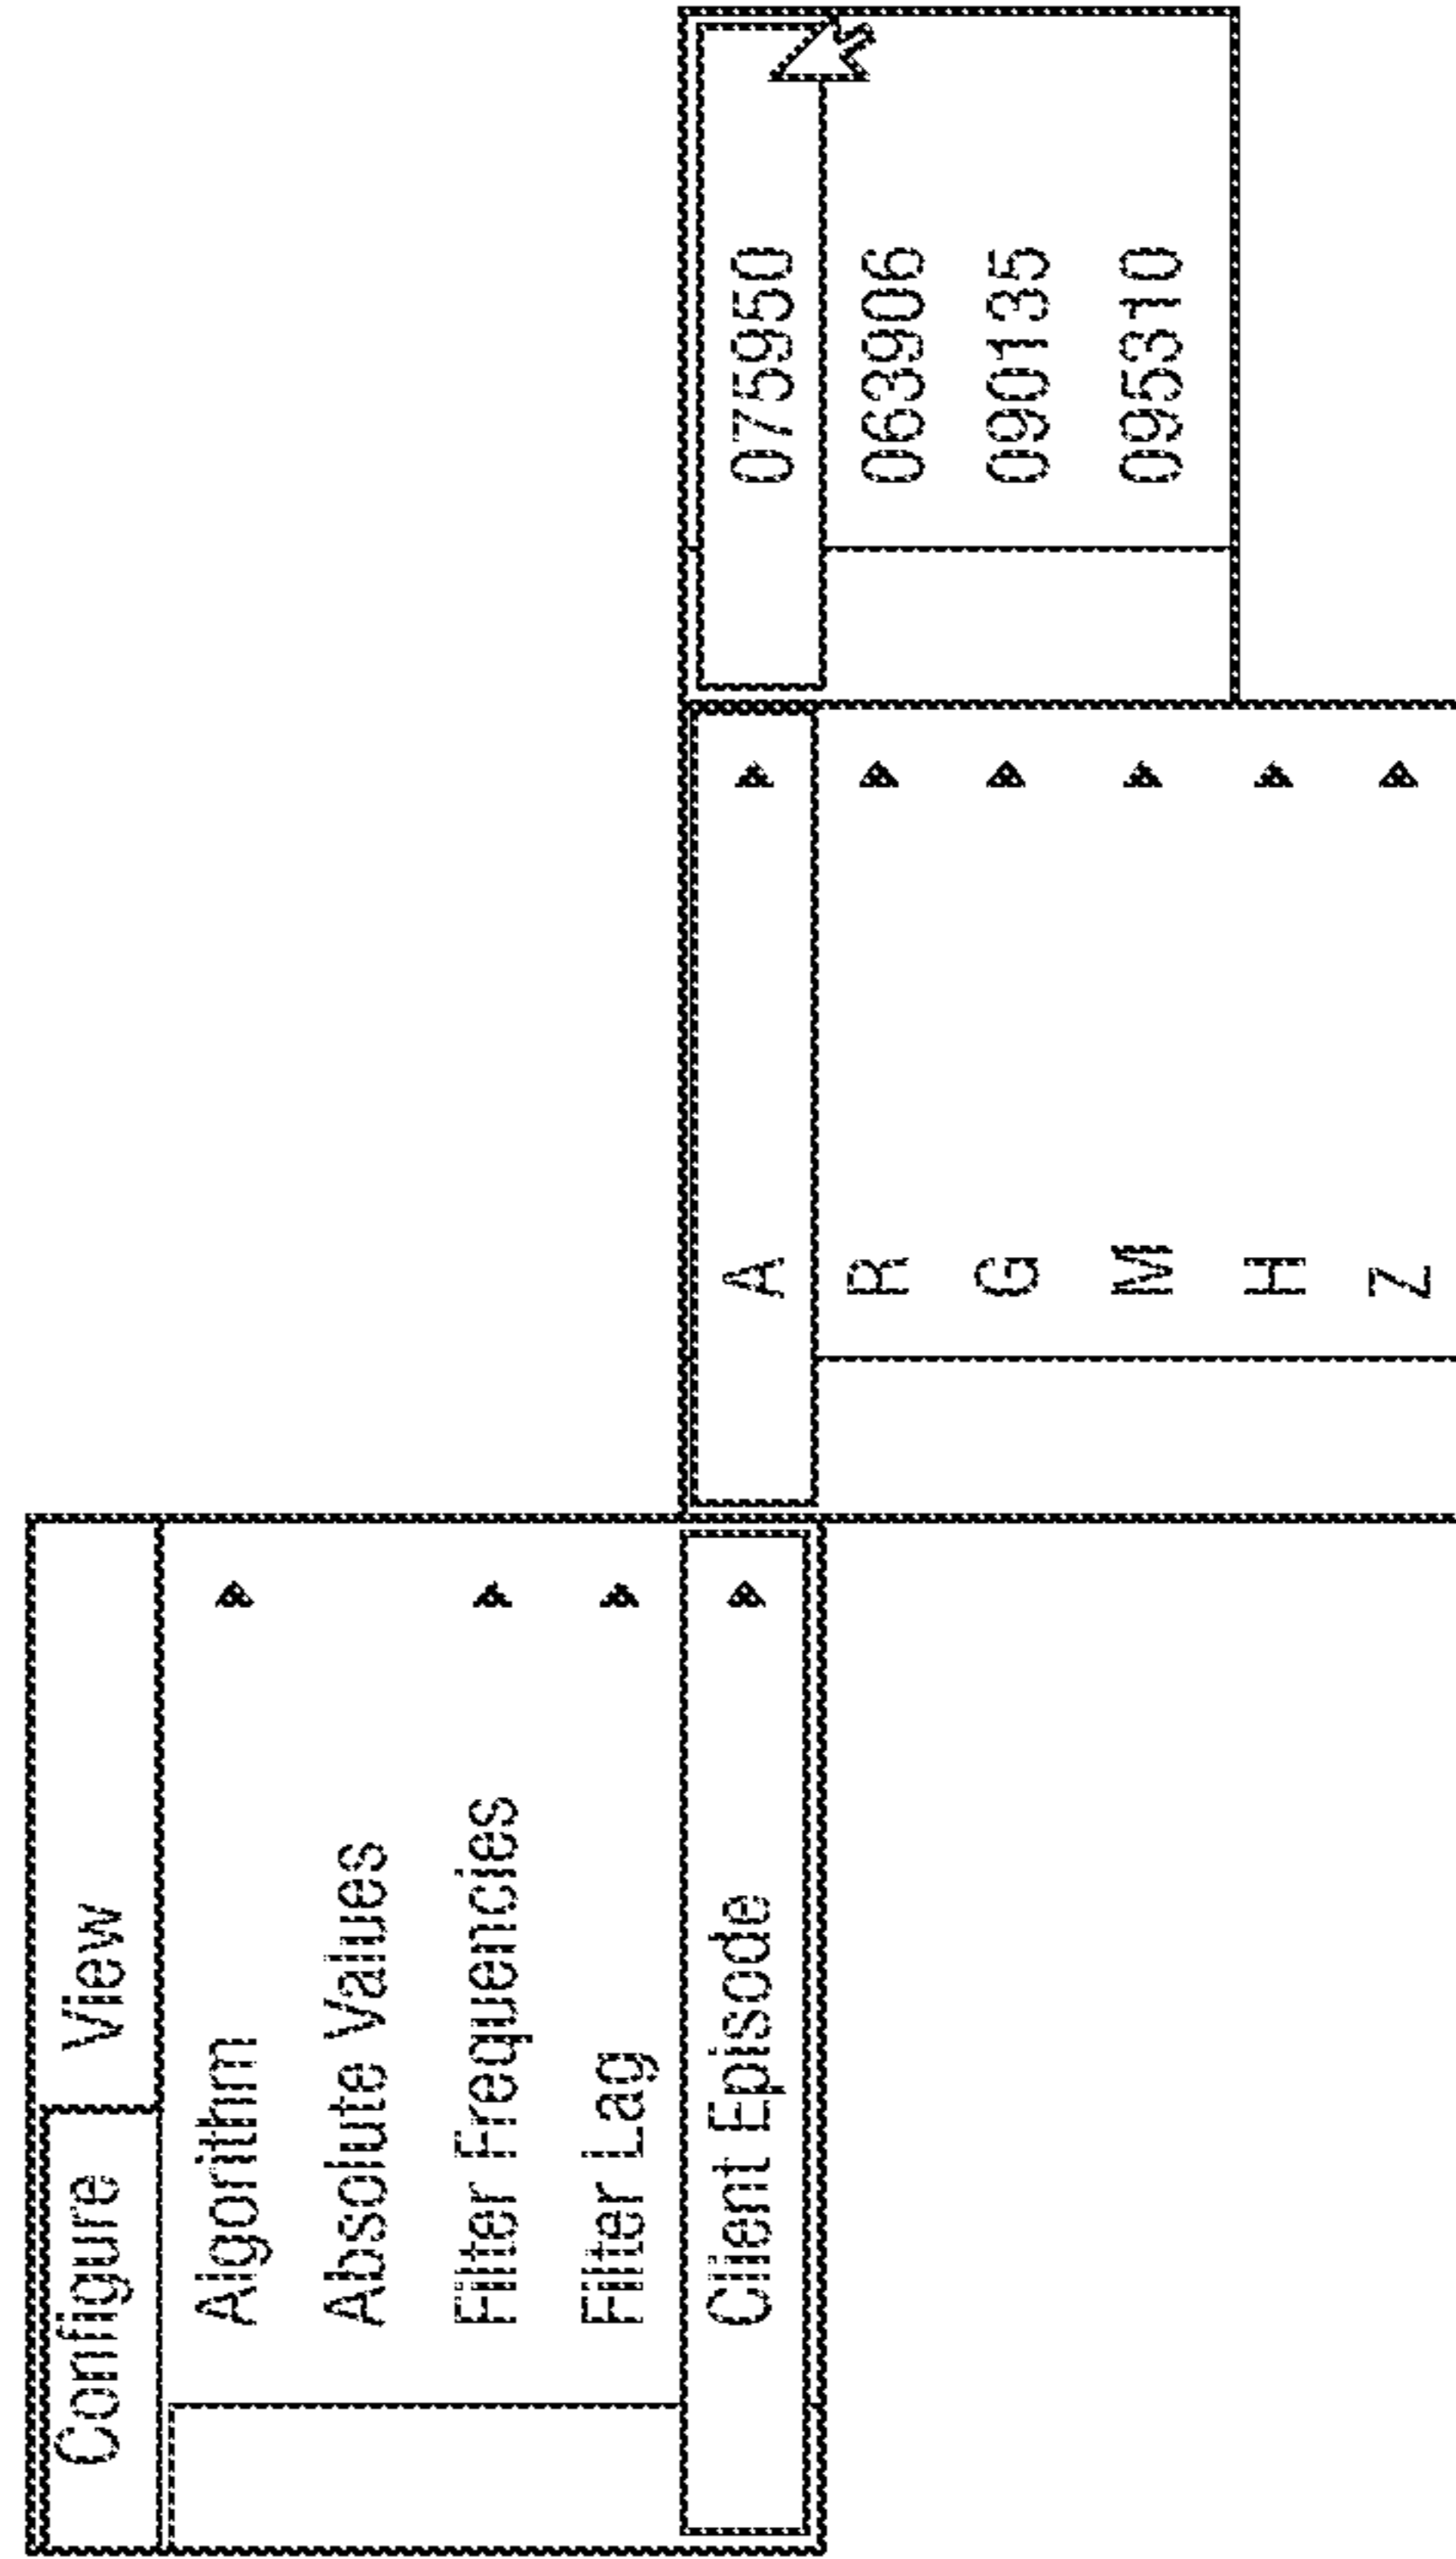 Configure View
Algorithm
Absolute Values
Filter Frequencies
Filter Lag
Client Episode
A
R
G
M
H
Z
075950
063906
090135
095310